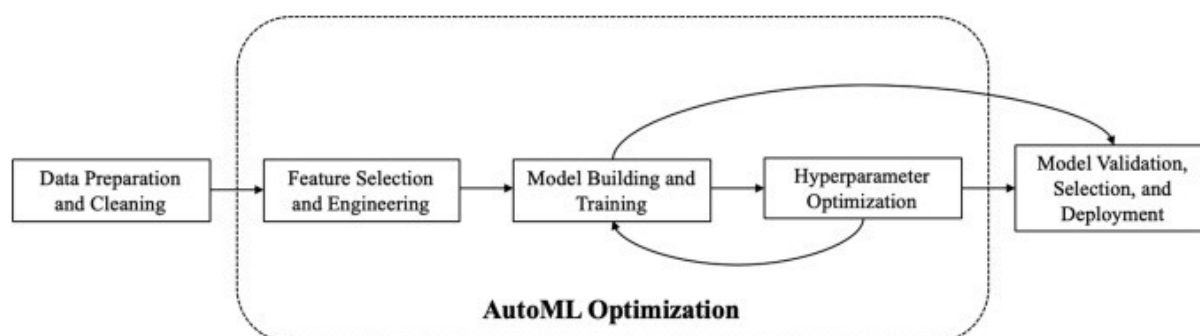 Data Preparation
and Cleaning
Feature Selection
and Engineering
Model Building and
Training
Hyperparameter
Optimization
Model Validation,
Selection, and
Deployment
AutoML Optimization